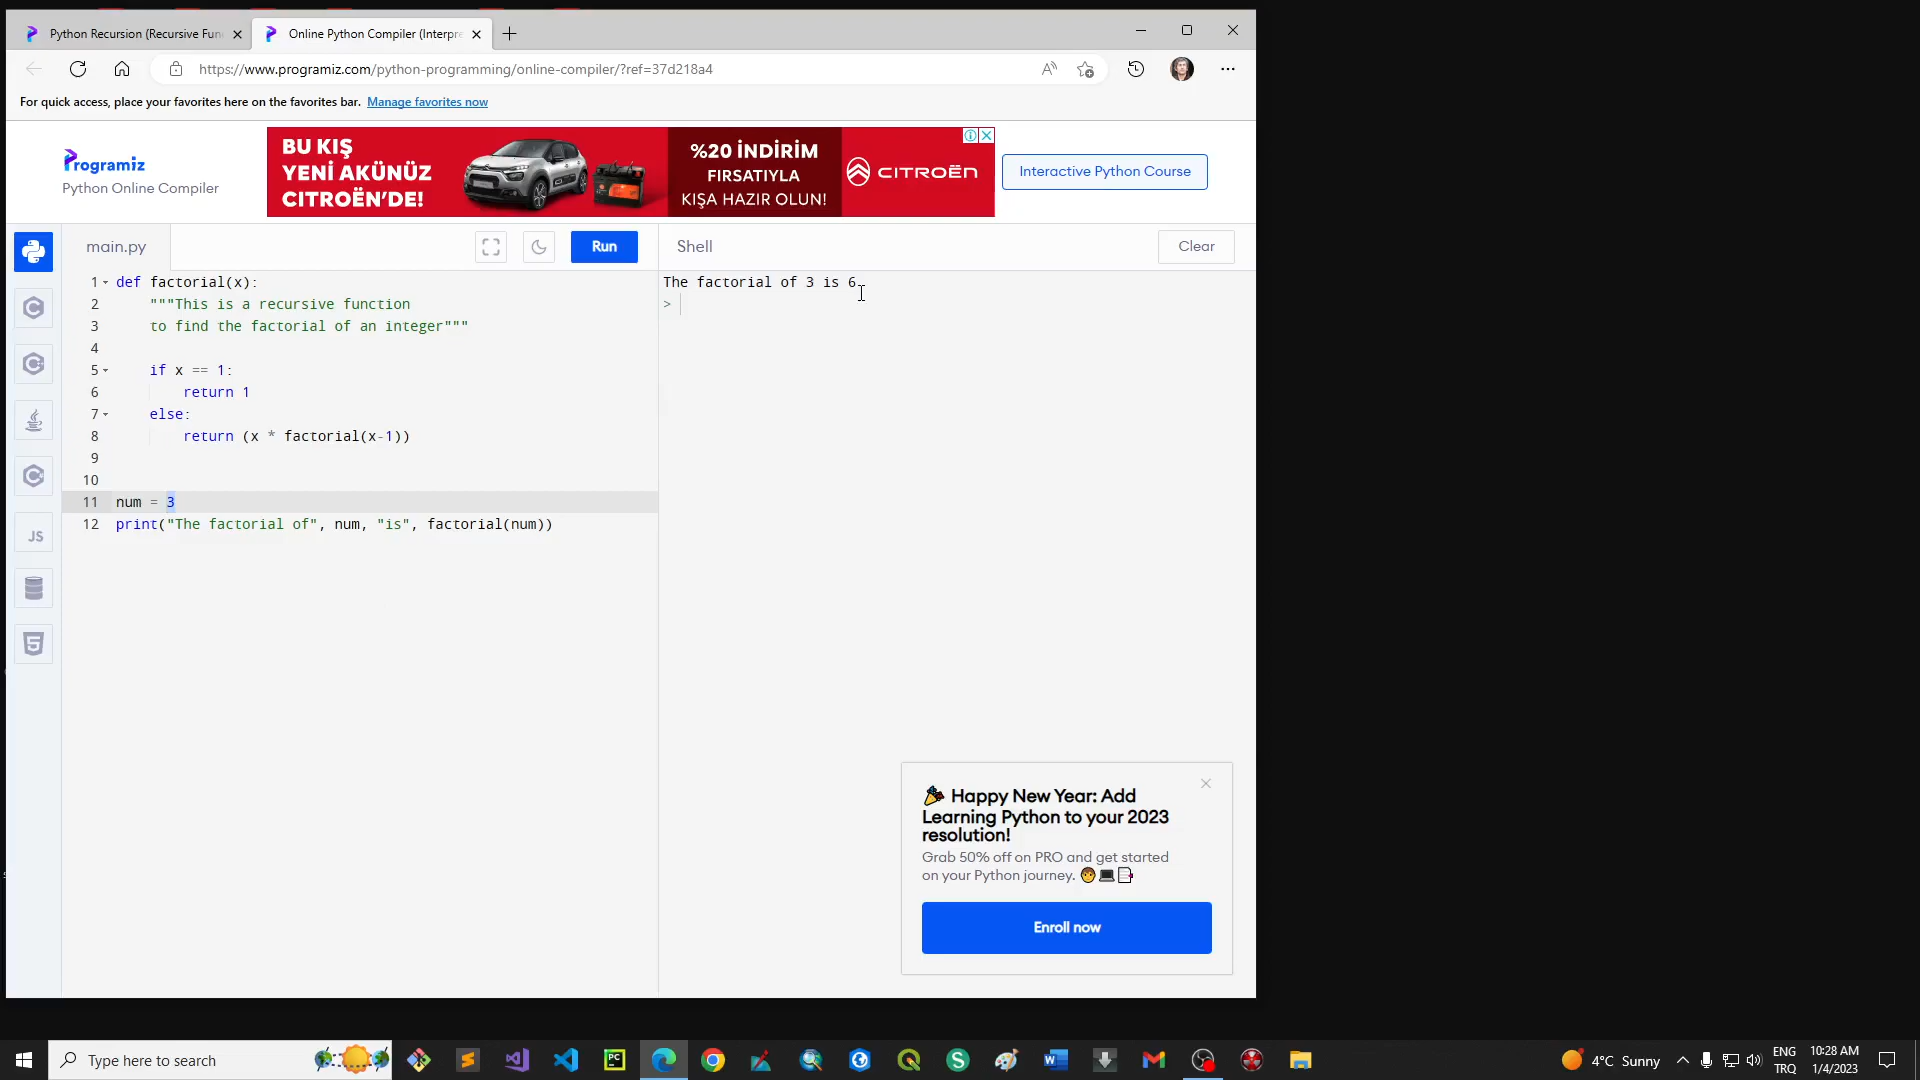 Python Recursion (Recursive Fun
Online Python Compiler (Interpre
https://www.programiz.com/python-programming/online-compiler/?ref=37d218a4
For quick access, place your favorites here on the favorites bar. Manage favorites now
Programiz
Python Online Compiler
BU KIŞ
YENİ AKÜNÜZ
CITROËN'DE!
%20 İNDİRİM
FIRSATIYLA
KIŞA HAZIR OLUN!
CITROËN
Interactive Python Course
main.py
Run
Shell
Clear
1 def factorial(x):
2     """This is a recursive function
3     to find the factorial of an integer"""
4
5     if x == 1:
6         return 1
7     else:
8         return (x * factorial(x-1))
9
10
11 num = 3
12 print("The factorial of", num, "is", factorial(num))
The factorial of 3 is 6
>
JS
Happy New Year: Add
Learning Python to your 2023
resolution!
Grab 50% off on PRO and get started
on your Python journey.
Enroll now
Type here to search
PC
4°C Sunny
ENG
TRQ
10:28 AM
1/4/2023